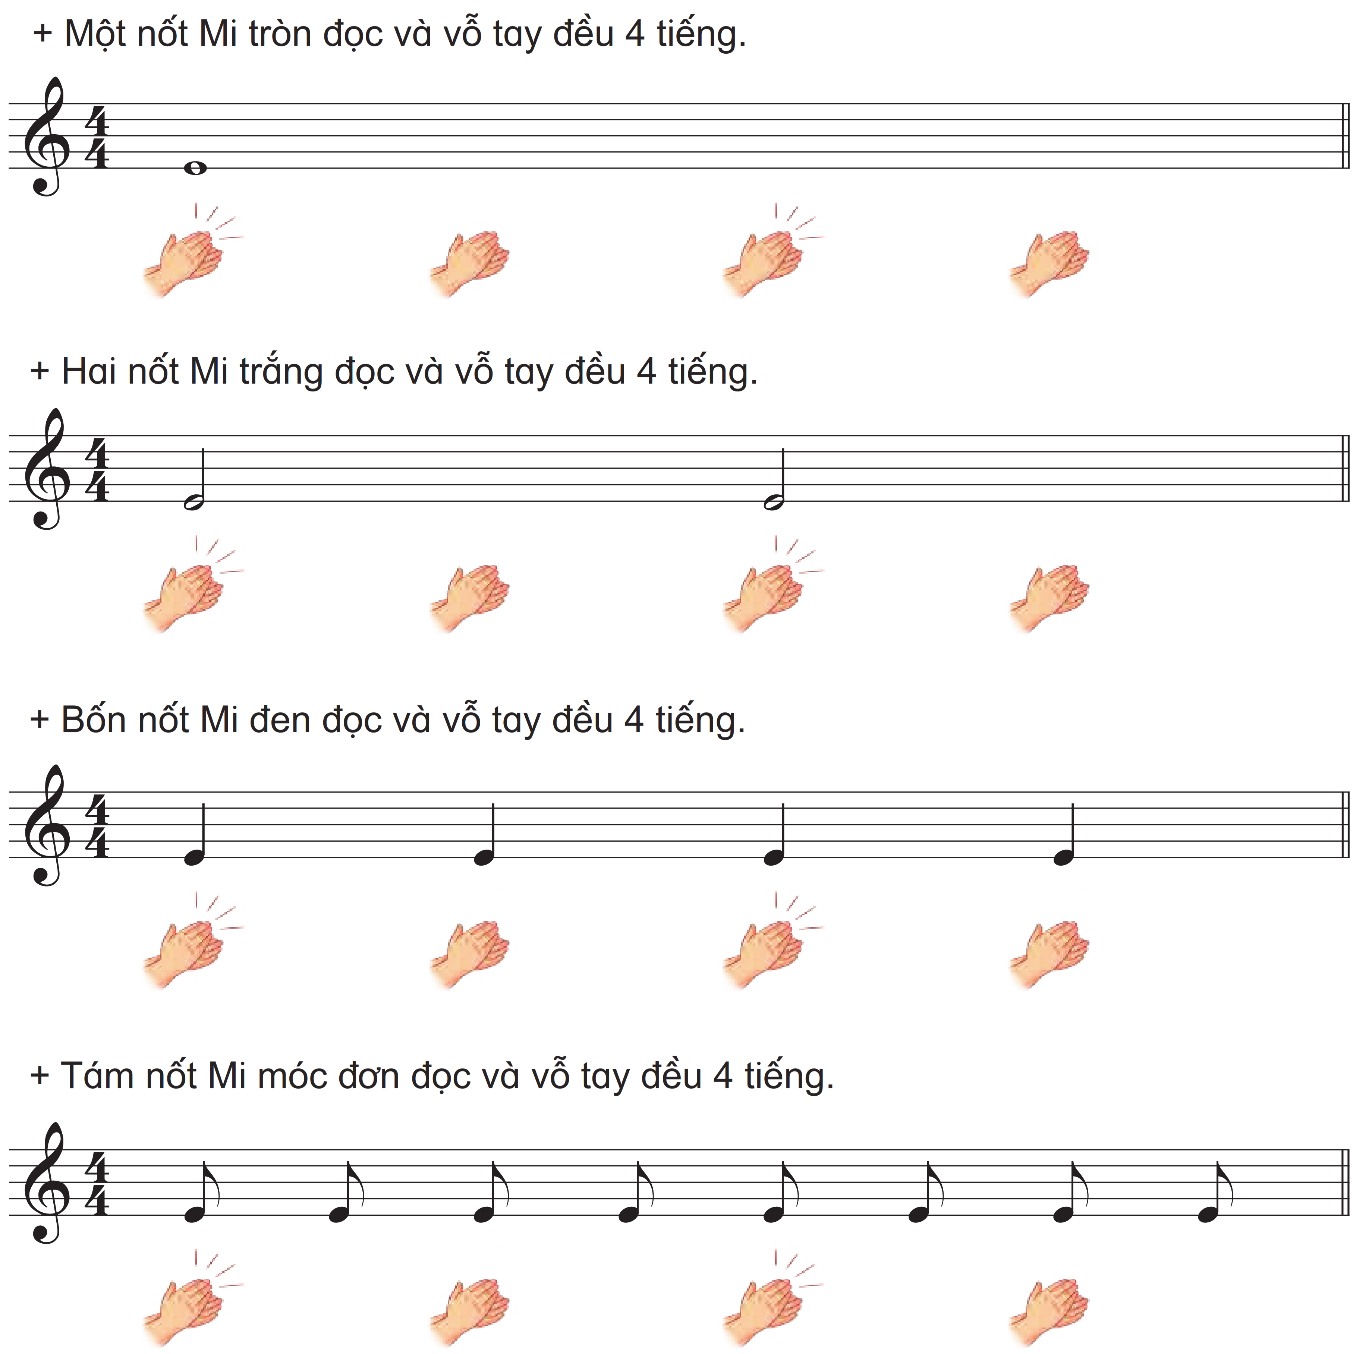 + Một nốt Mi tròn đọc và vỗ tay đều 4 tiếng.
4
4
+ Hai nốt Mi trắng đọc và vỗ tay đều 4 tiếng.
4
4
+ Bốn nốt Mi đen đọc và vỗ tay đều 4 tiếng.
4
4
+ Tám nốt Mi móc đơn đọc và vỗ tay đều 4 tiếng.
4
4